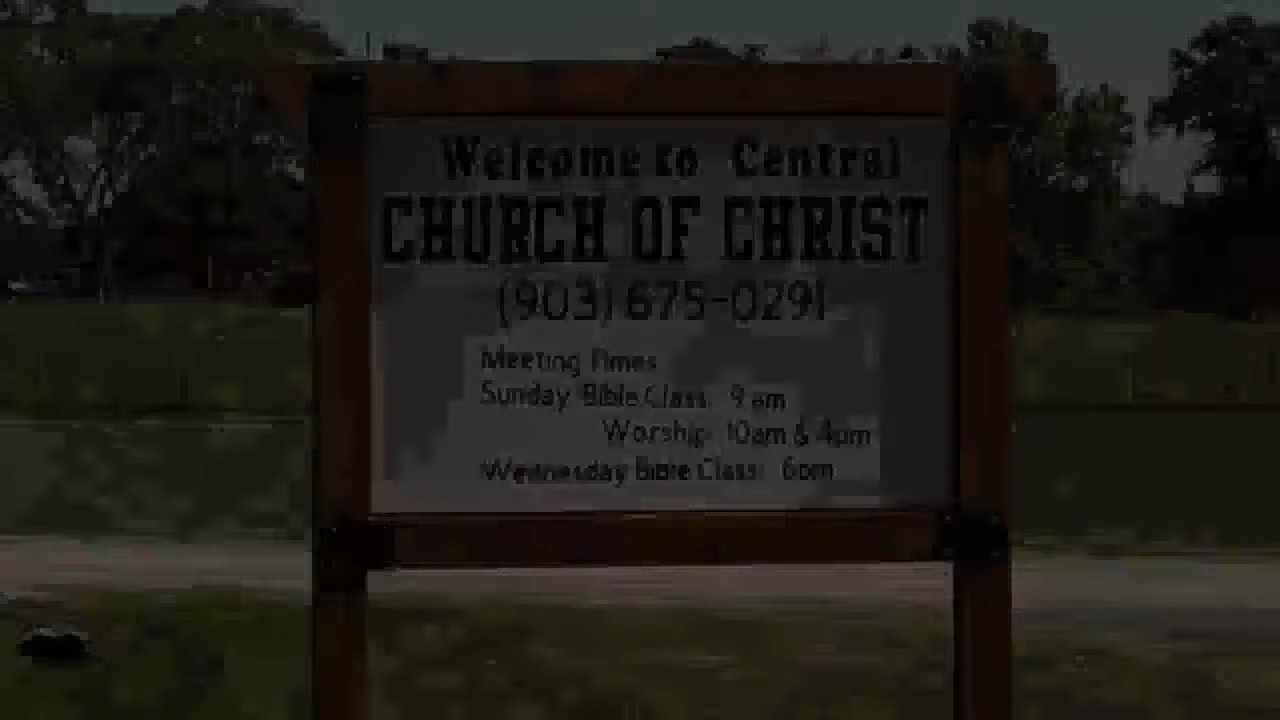 Welcome to Central
CHURCH OF CHRIST
(903) 675-0291
Meeting Times
Sunday Bible Class: 9 am
Worship: 10am & 4pm
Wednesday Bible Class: 6pm